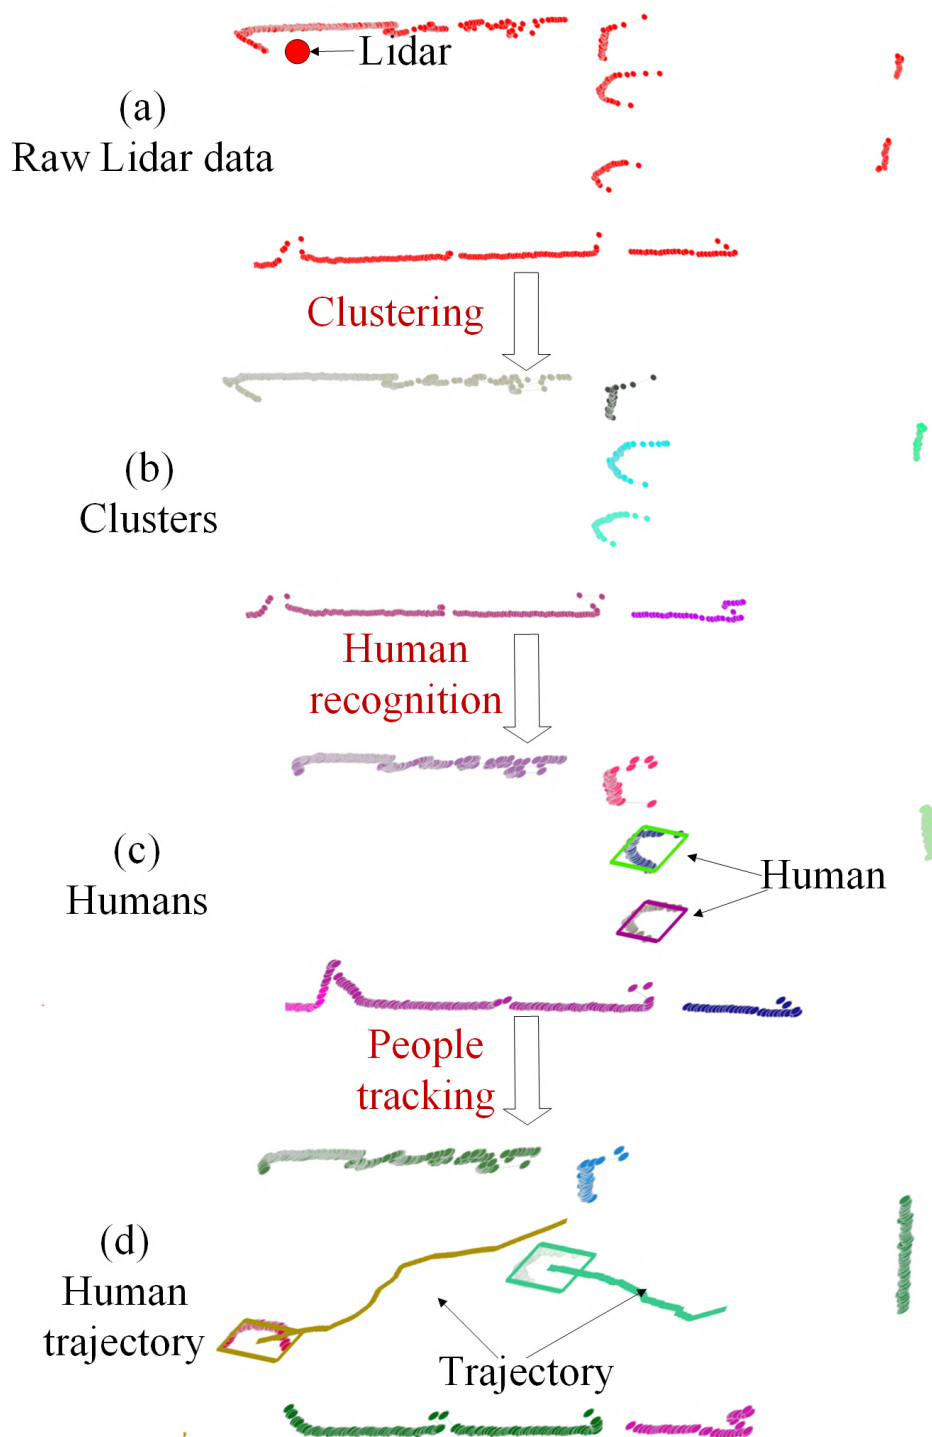 Lidar
(a)
Raw Lidar data
Clustering
(b)
Clusters
Human
recognition
(c)
Humans
Human
People
tracking
(d)
Human
trajectory
Trajectory